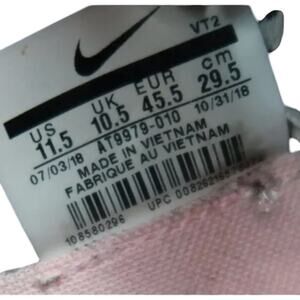 VT2
US UK EUR cm
11.5 10.5 45.5 29.5
07/03/18 AT9979-010 10/31/18
MADE IN VIETNAM
FABRIQUE AU VIETNAM
108580296 UPC